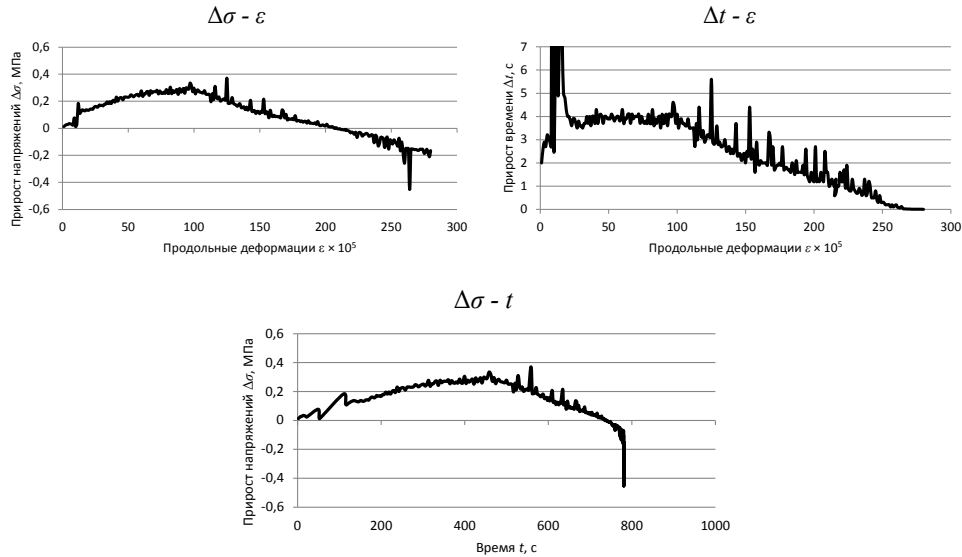 Δσ - ε
Прирост напряжений Δσ, МПа
0,6
0,4
0,2
0
-0,2
-0,4
-0,6
0 50 100 150 200 250 300
Продольные деформации ε × 10⁵
Δt - ε
Прирост времени Δt, с
7
6
5
4
3
2
1
0
0 50 100 150 200 250 300
Продольные деформации ε × 10⁵
Δσ - t
Прирост напряжений Δσ, МПа
0,6
0,4
0,2
0
-0,2
-0,4
-0,6
0 200 400 600 800 1000
Время t, с